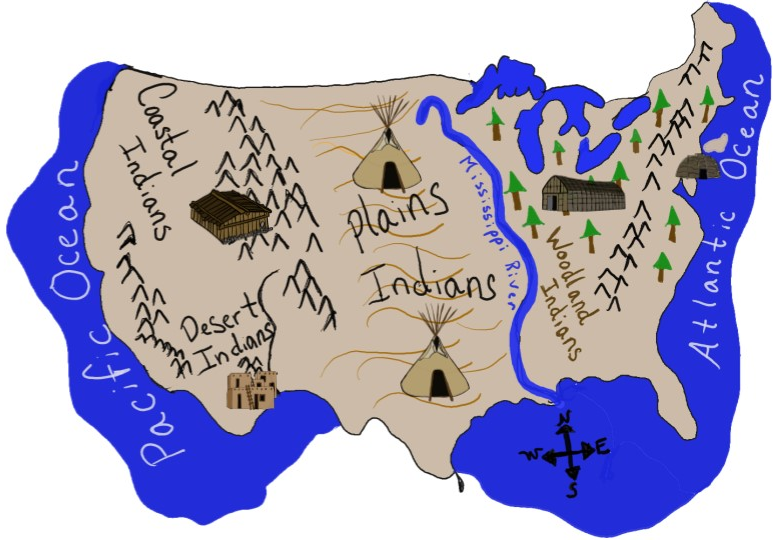 Coastal
Indians
Pacific Ocean
Plains
Indians
Mississippi River
Woodland
Indians
Desert
Indians
Atlantic Ocean
N
W E
S